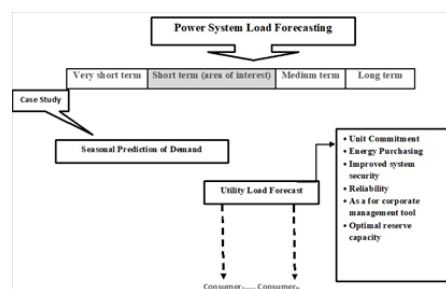 Power System Load Forecasting
Very short term Short term (area of interest) Medium term Long term
Case Study
Seasonal Prediction of Demand
Utility Load Forecast
• Unit Commitment
• Energy Purchasing
• Improved system
security
• Reliability
• As a for corporate
management tool
• Optimal reserve
capacity
Consumer Consumer